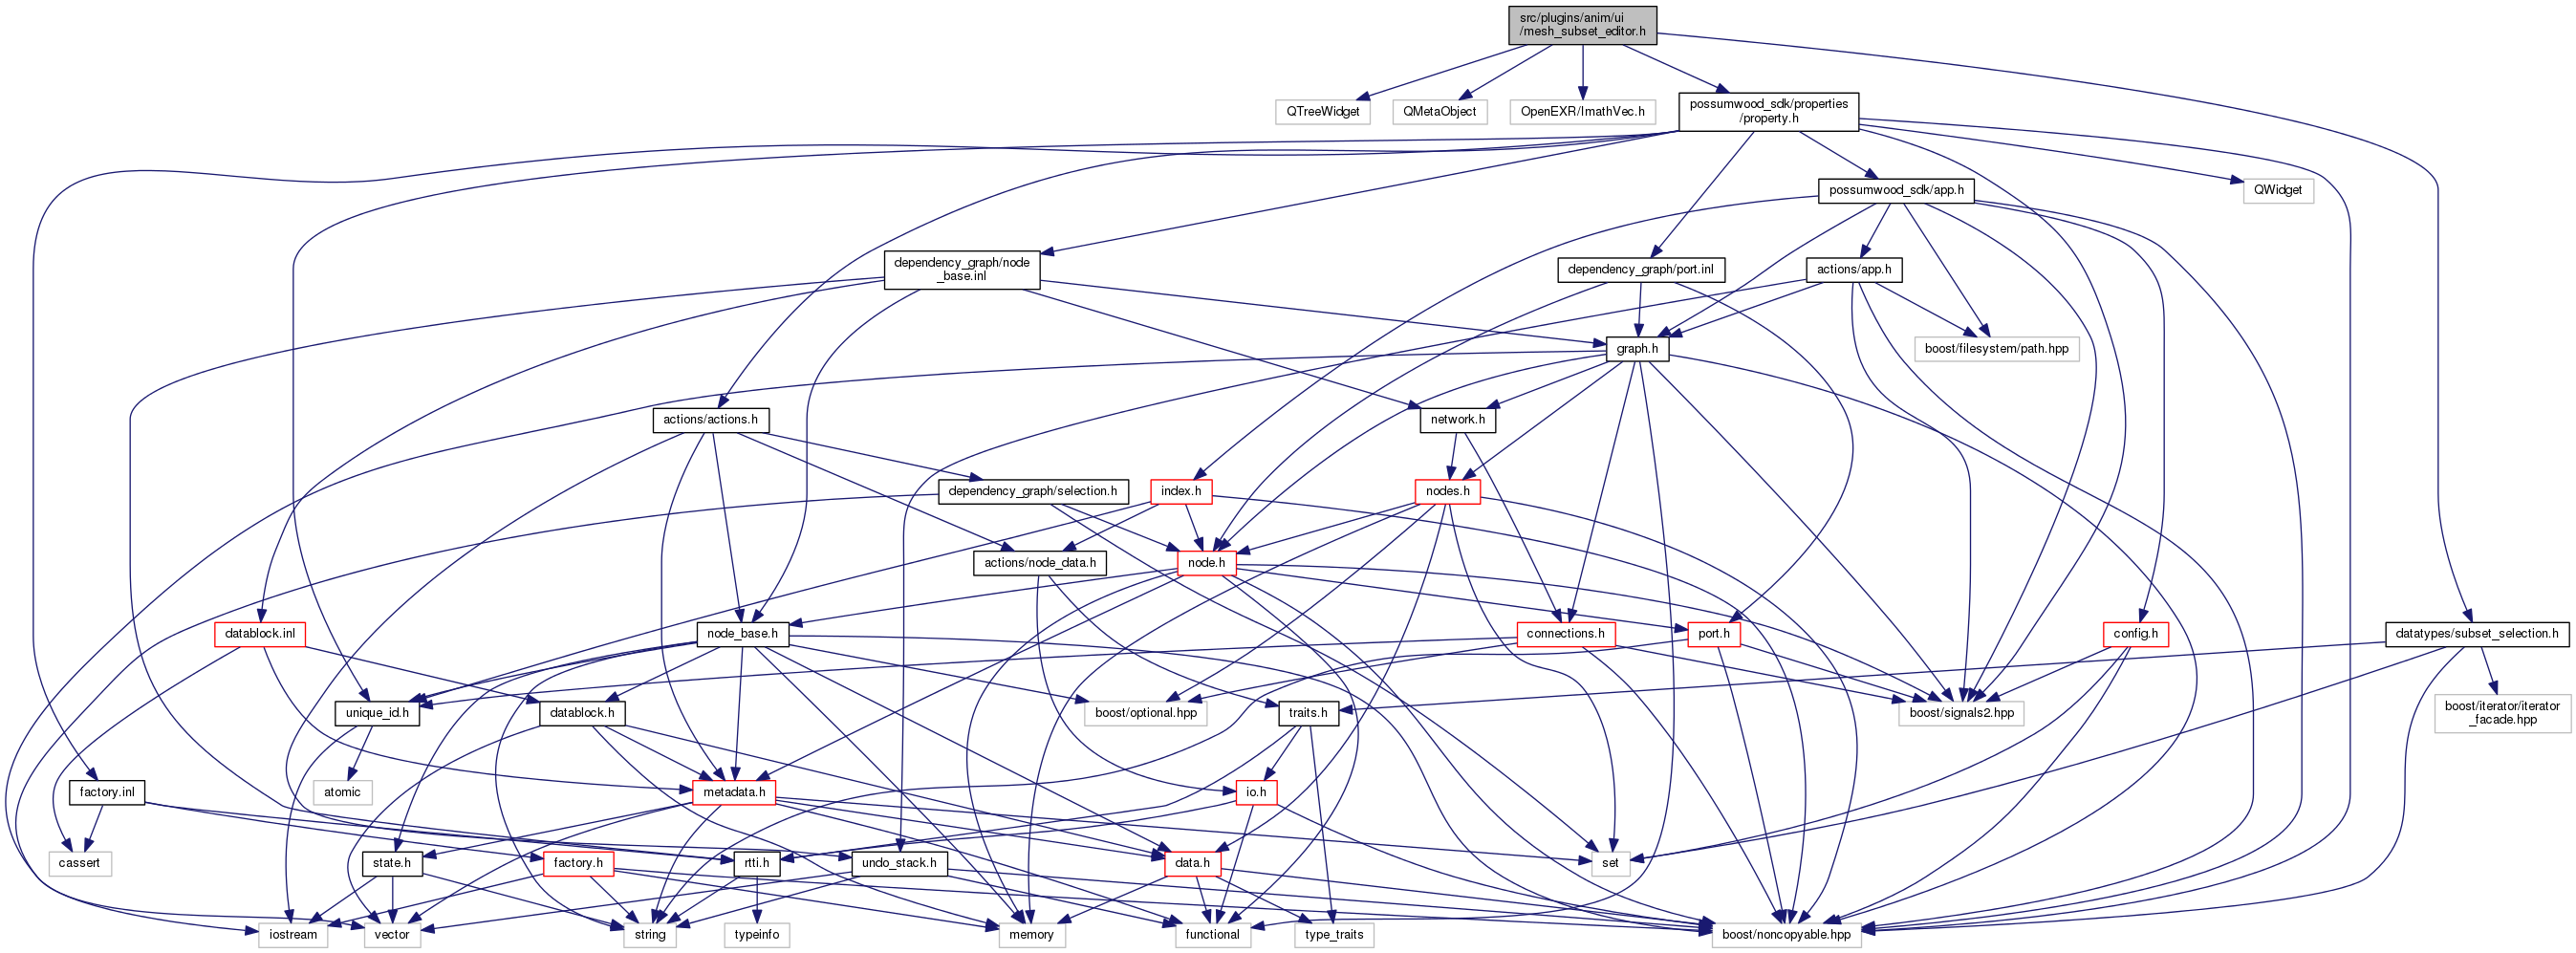 src/plugins/anim/ui
/mesh_subset_editor.h
QTreeWidget
QMetaObject
OpenEXR/ImathVec.h
possumwood_sdk/properties
/property.h
possumwood_sdk/app.h
QWidget
dependency_graph/node
_base.inl
dependency_graph/port.inl
actions/app.h
graph.h
boost/filesystem/path.hpp
actions/actions.h
network.h
dependency_graph/selection.h
index.h
nodes.h
actions/node_data.h
node.h
datablock.inl
node_base.h
connections.h
port.h
config.h
datatypes/subset_selection.h
unique_id.h
datablock.h
boost/optional.hpp
traits.h
boost/signals2.hpp
boost/iterator/iterator
_facade.hpp
atomic
factory.inl
metadata.h
io.h
cassert
state.h
factory.h
rtti.h
undo_stack.h
data.h
set
iostream
vector
string
typeinfo
memory
functional
type_traits
boost/noncopyable.hpp